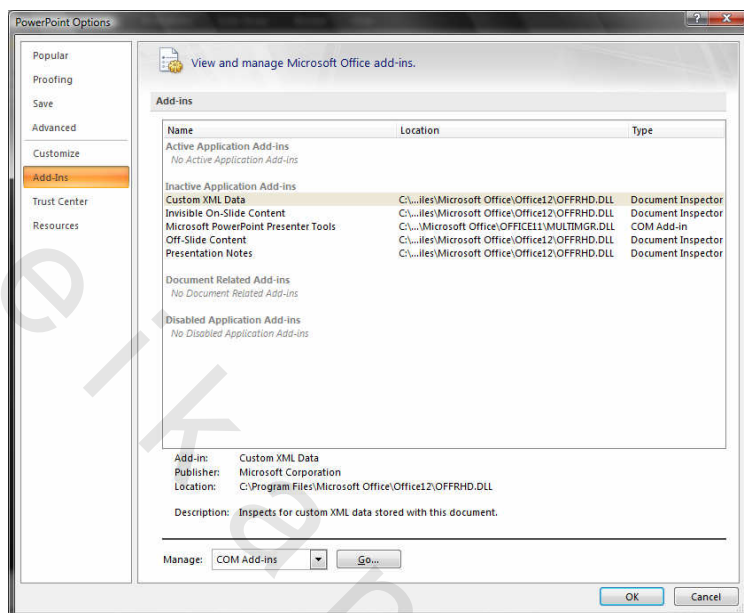 PowerPoint Options
Popular
Proofing
Save
Advanced
Customize
Add-Ins
Trust Center
Resources
View and manage Microsoft Office add-ins.
Add-ins
Name Location Type
Active Application Add-ins
No Active Application Add-ins
Inactive Application Add-ins
Custom XML Data C:\...iles\Microsoft Office\Office12\OFFRHD.DLL Document Inspector
Invisible On-Slide Content C:\...iles\Microsoft Office\Office12\OFFRHD.DLL Document Inspector
Microsoft PowerPoint Presenter Tools C:\...\Microsoft Office\OFFICE11\MULTIMGR.DLL COM Add-in
Off-Slide Content C:\...iles\Microsoft Office\Office12\OFFRHD.DLL Document Inspector
Presentation Notes C:\...iles\Microsoft Office\Office12\OFFRHD.DLL Document Inspector
Document Related Add-ins
No Document Related Add-ins
Disabled Application Add-ins
No Disabled Application Add-ins
Add-in: Custom XML Data
Publisher: Microsoft Corporation
Location: C:\Program Files\Microsoft Office\Office12\OFFRHD.DLL
Description: Inspects for custom XML data stored with this document.
Manage: COM Add-ins Go...
OK Cancel